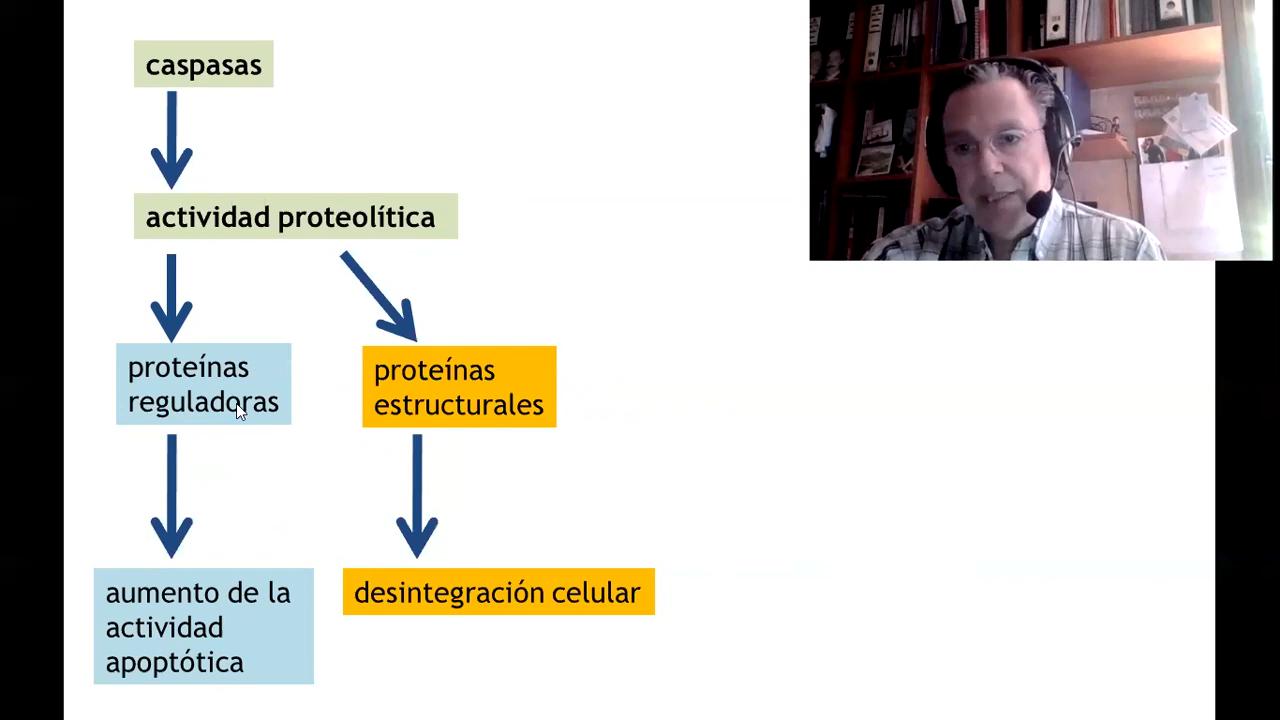 caspasas
actividad proteolítica
proteínas
reguladoras
proteínas
estructurales
aumento de la
actividad
apoptótica
desintegración celular